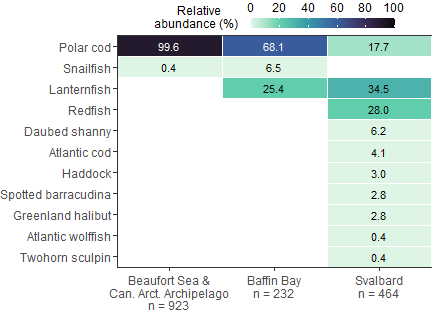 Relative
abundance (%)
0 20 40 60 80 100
Polar cod 99.6 68.1 17.7
Snailfish 0.4 6.5
Lanternfish 25.4 34.5
Redfish 28.0
Daubed shanny 6.2
Atlantic cod 4.1
Haddock 3.0
Spotted barracudina 2.8
Greenland halibut 2.8
Atlantic wolffish 0.4
Twohorn sculpin 0.4
Beaufort Sea &
Can. Arct. Archipelago
n = 923
Baffin Bay
n = 232
Svalbard
n = 464